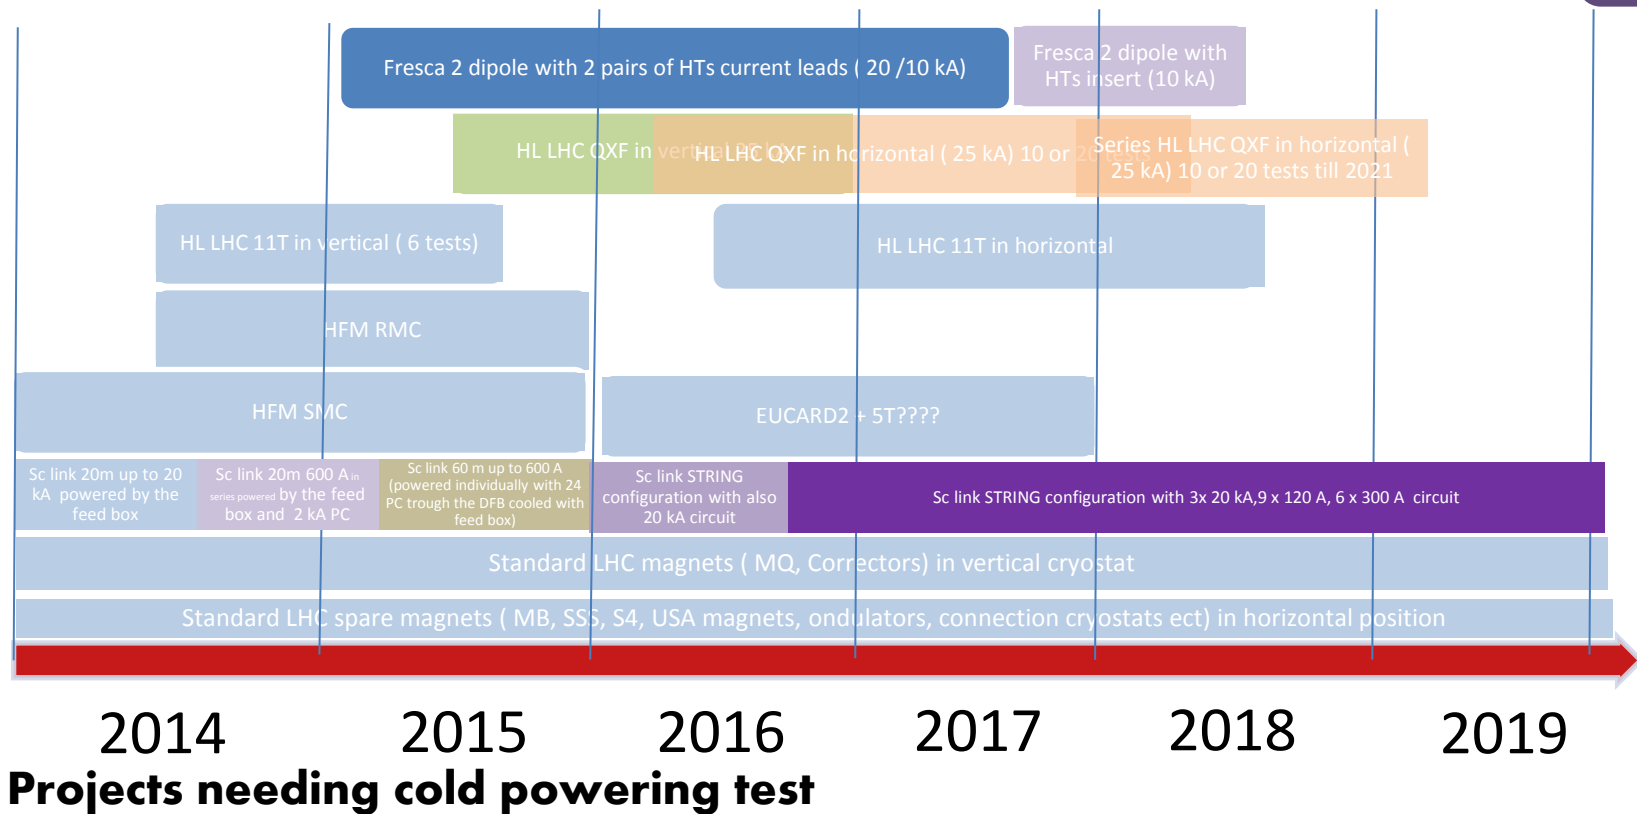 Fresca 2 dipole with 2 pairs of HTs current leads ( 20 /10 kA)
Fresca 2 dipole with
HTs insert (10 kA)
HL LHC QXF in vertical 25 kA
HL LHC QXF in horizontal ( 25 kA) 10 or 20 tests
Series HL LHC QXF in horizontal (
25 kA) 10 or 20 tests till 2021
HL LHC 11T in vertical ( 6 tests)
HL LHC 11T in horizontal
HFM RMC
HFM SMC
EUCARD2 + 5T????
Sc link 20m up to 20
kA powered by the
feed box
Sc link 20m 600 A in
series powered by the feed
box and 2 kA PC
Sc link 60 m up to 600 A
(powered individually with 24
PC trough the DFB cooled with
feed box)
Sc link STRING
configuration with also
20 kA circuit
Sc link STRING configuration with 3x 20 kA,9 x 120 A, 6 x 300 A circuit
Standard LHC magnets ( MQ, Correctors) in vertical cryostat
Standard LHC spare magnets ( MB, SSS, S4, USA magnets, ondulators, connection cryostats ect) in horizontal position
2014 2015 2016 2017 2018 2019
Projects needing cold powering test